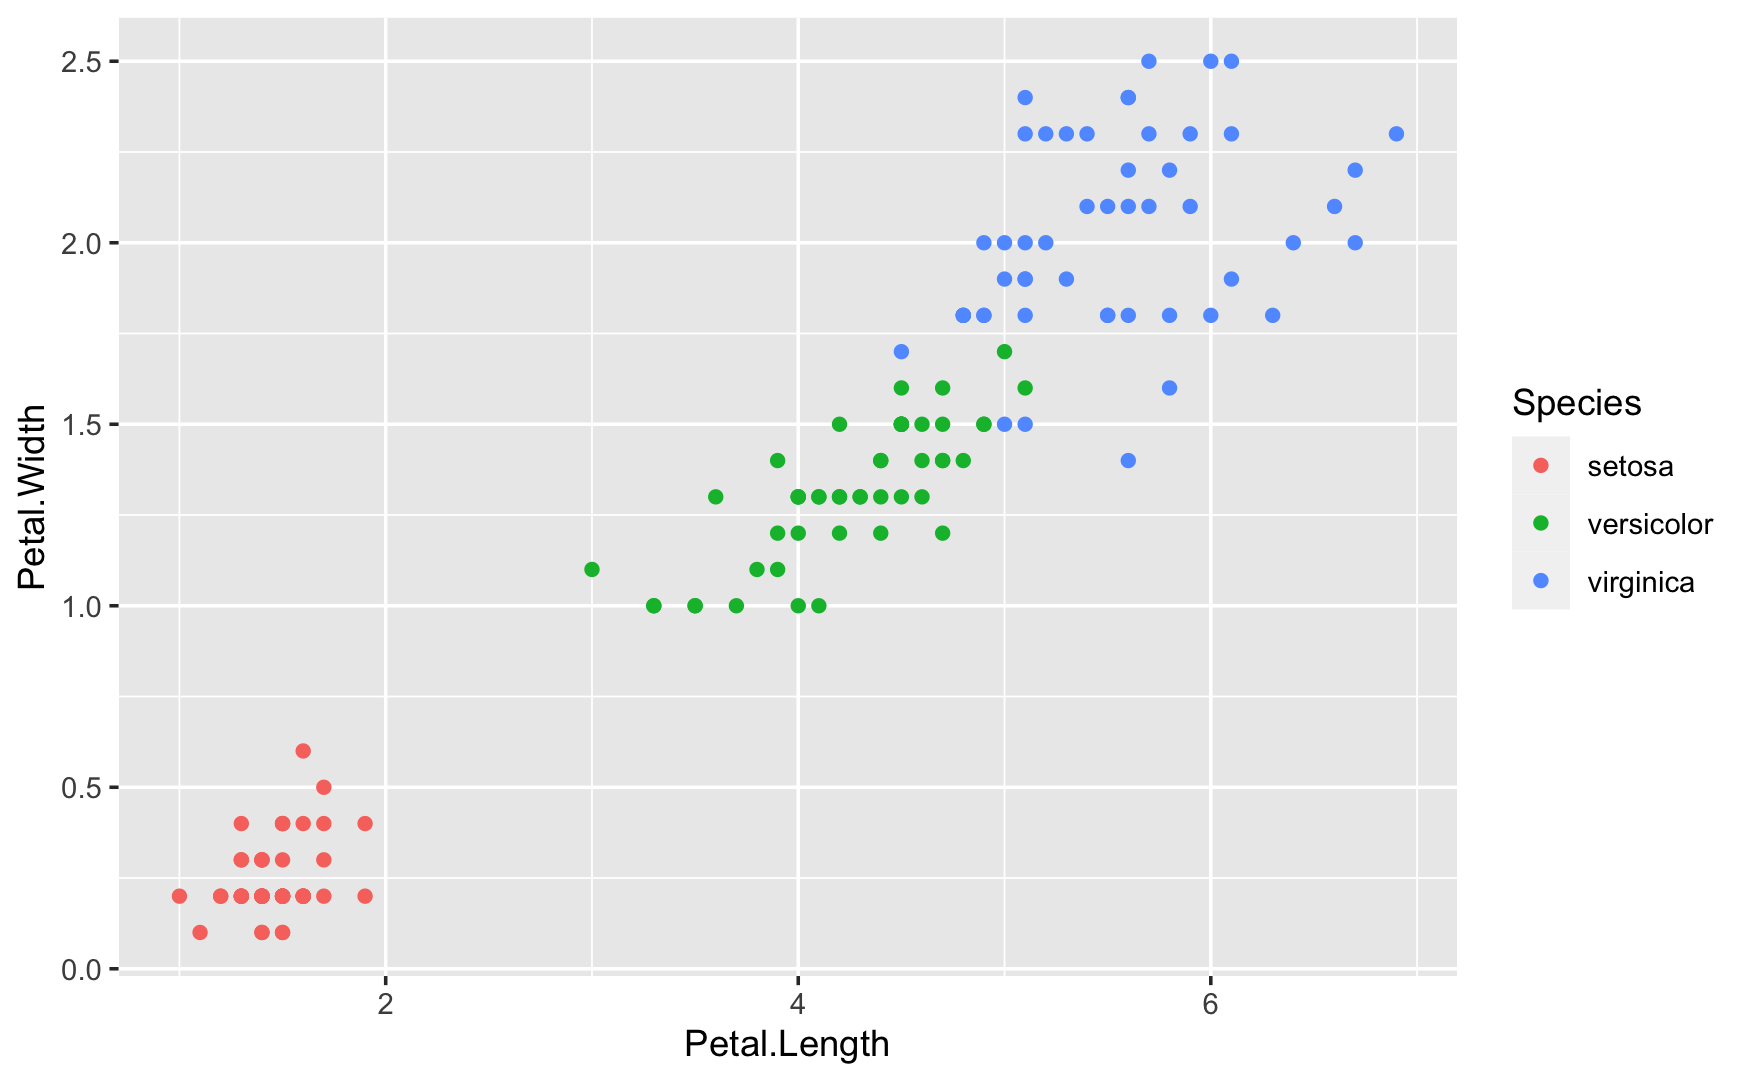 2.5
2.0
1.5
1.0
0.5
0.0
2 4 6
Petal.Width
Petal.Length
Species
setosa
versicolor
virginica